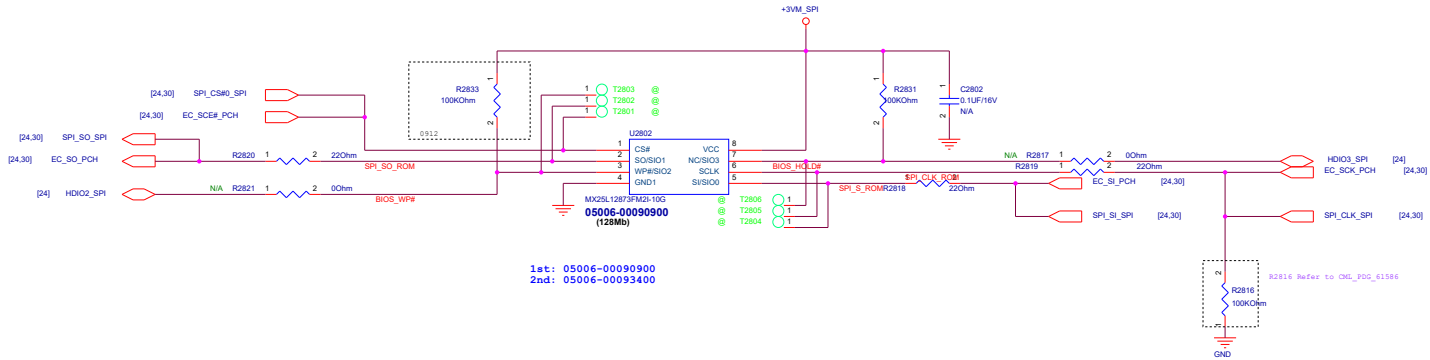 +3VM_SPI
[24,30] SPI_CS#0_SPI
[24,30] EC_SCE#_PCH
[24,30] SPI_SO_SPI
[24,30] EC_SO_PCH
[24] HDIO2_SPI
R2833
100KOhm
1
2
0912
1 T2803 @
1 T2802 @
1 T2801 @
R2831
100KOhm
1
2
C2802
0.1UF/16V
N/A
1
2
R2820 1 2 22Ohm
SPI_SO_ROM
N/A R2821 1 2 0Ohm
BIOS_WP#
U2802
1 CS# VCC 8
2 SO/SIO1 NC/SIO3 7
3 WP#/SIO2 SCLK 6
4 GND1 SI/SIO0 5
MX25L12873FM2I-10G
05006-00090900
(128Mb)
BIOS_HOLD#
SPI_CLK_ROM
SPI_S_ROM
R2818 1 2 22Ohm
N/A R2817 1 2 0Ohm
R2819 1 2 22Ohm
HDIO3_SPI [24]
EC_SCK_PCH [24,30]
EC_SI_PCH [24,30]
SPI_SI_SPI [24,30]
SPI_CLK_SPI [24,30]
@ T2806 1
@ T2805 1
@ T2804 1
1st: 05006-00090900
2nd: 05006-00093400
2
R2816
100KOhm
1
GND
R2816 Refer to CML_PDG_61586